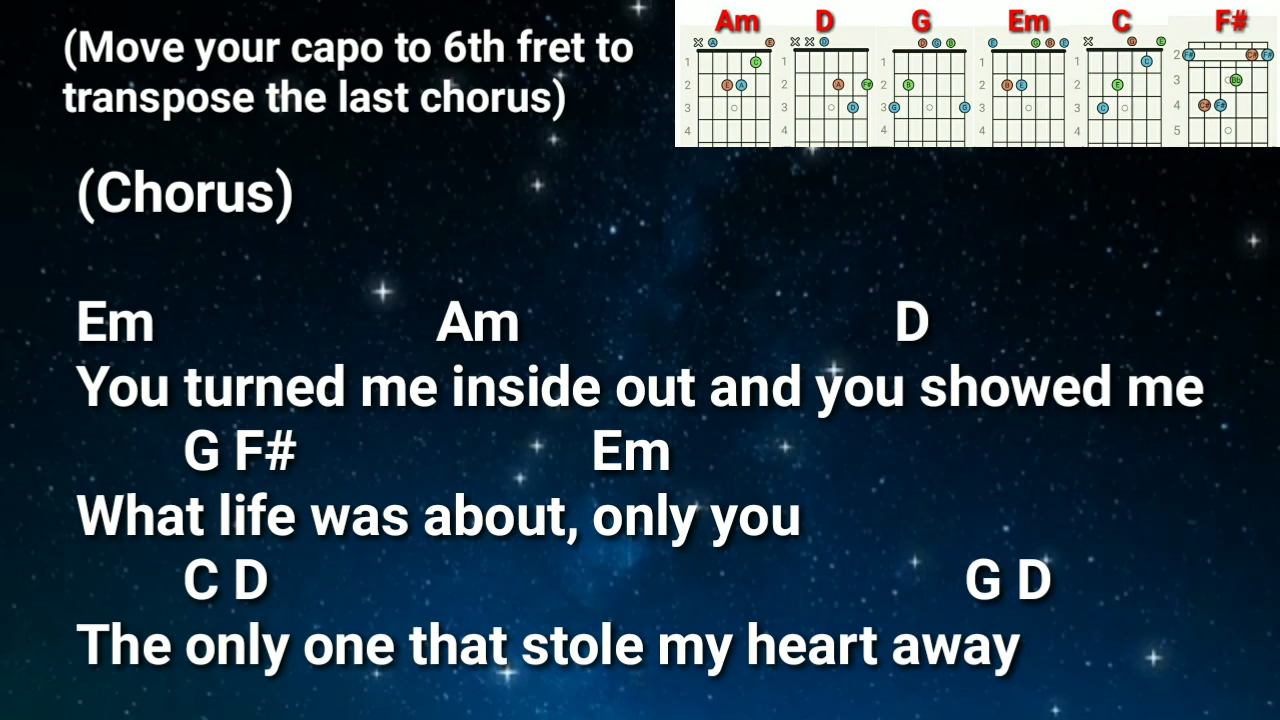 (Move your capo to 6th fret to
transpose the last chorus)
Am D G Em C F#
(Chorus)
Em Am D
You turned me inside out and you showed me
G F# Em
What life was about, only you
C D G D
The only one that stole my heart away